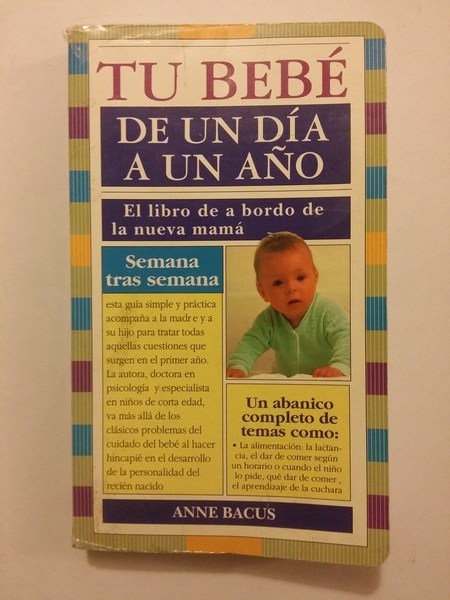 TU BEBÉ
DE UN DÍA
A UN AÑO
El libro de a bordo de
la nueva mamá
Semana
tras semana
esta guía simple y práctica
acompaña a la madre y a
su hijo para tratar todas
aquellas cuestiones que
surgen en el primer año.
La autora, doctora en
psicología y especialista
en niños de corta edad,
va más allá de los
clásicos problemas del
cuidado del bebé al hacer
hincapié en el desarrollo
de la personalidad del
recién nacido
Un abanico
completo de
temas como:
• La alimentación: la lactan-
cia, el dar de comer según
un horario o cuando el niño
lo pide, qué dar de comer ,
el aprendizaje de la cuchara
ANNE BACUS